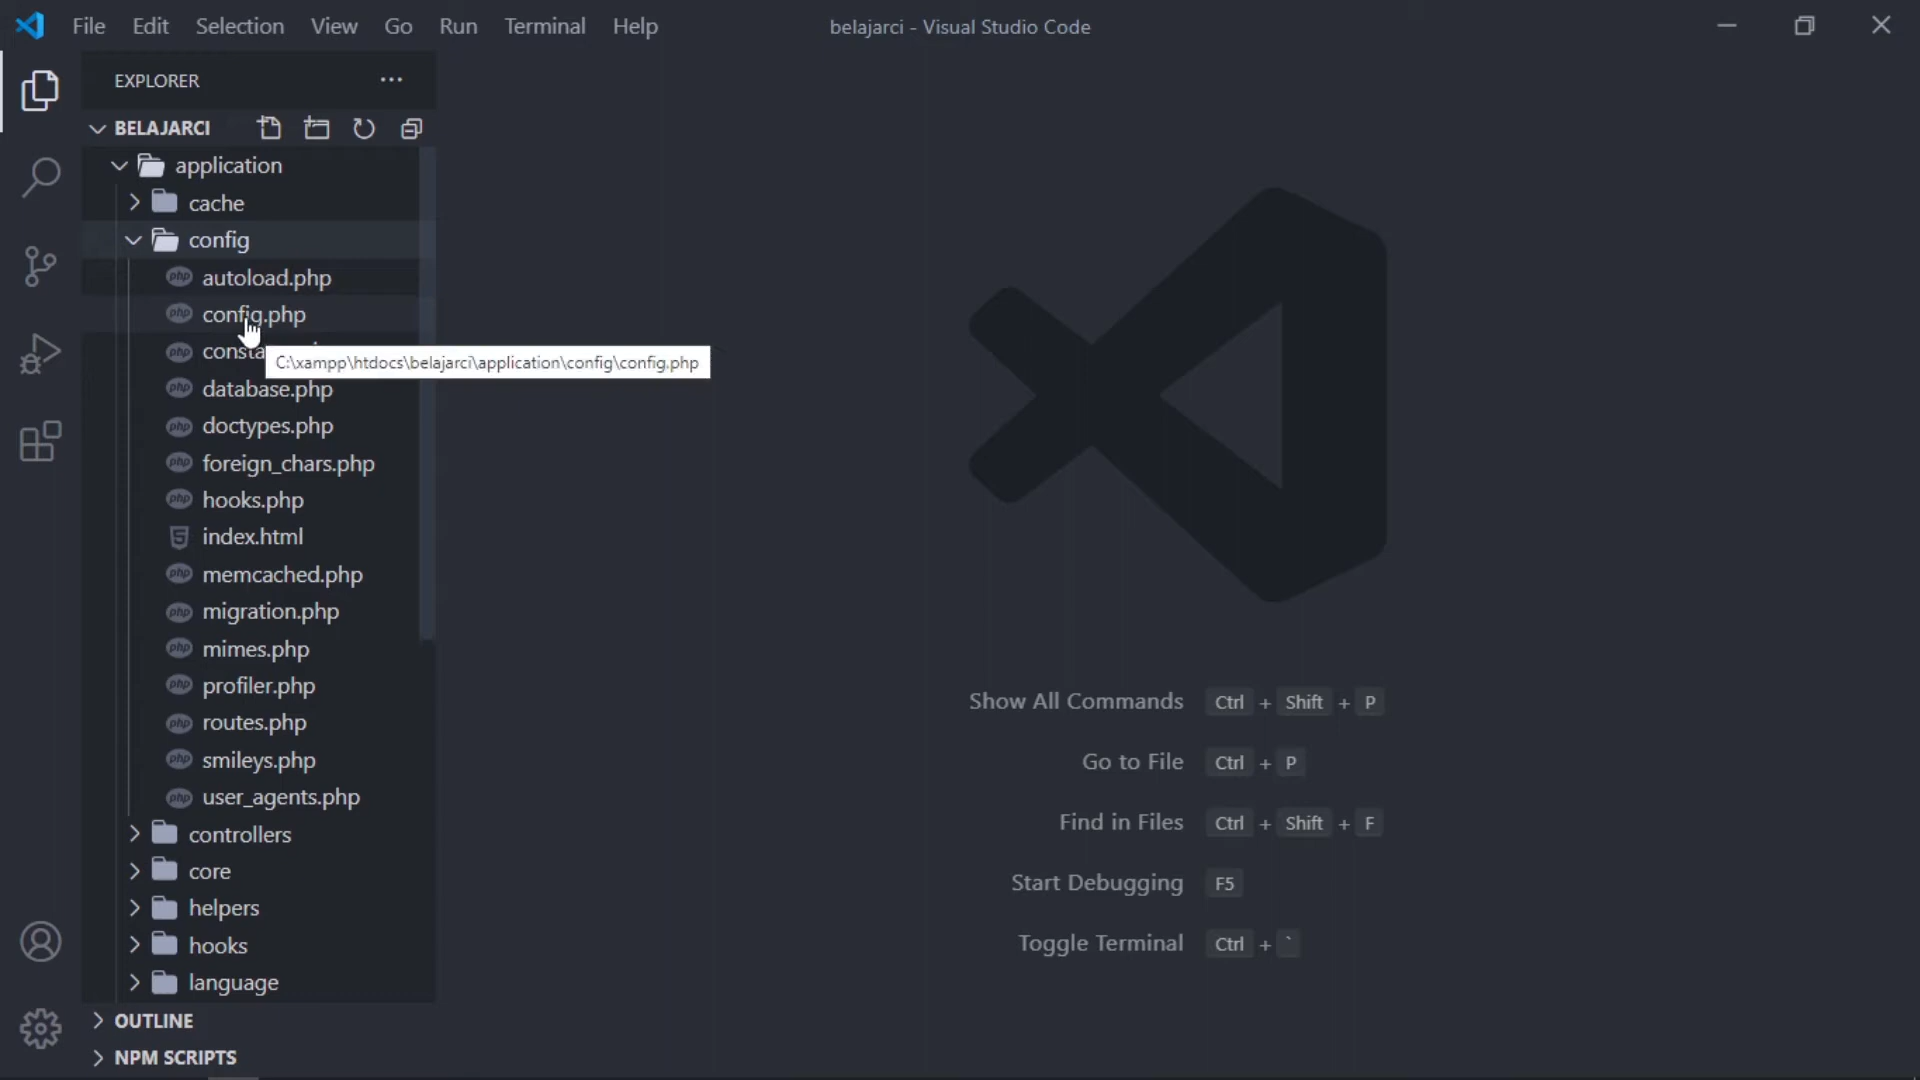 File Edit Selection View Go Run Terminal Help
belajarci - Visual Studio Code
EXPLORER
BELAJARCI
application
cache
config
autoload.php
config.php
C:\xampp\htdocs\belajarci\application\config\config.php
database.php
doctypes.php
foreign_chars.php
hooks.php
index.html
memcached.php
migration.php
mimes.php
profiler.php
routes.php
smileys.php
user_agents.php
controllers
core
helpers
hooks
language
OUTLINE
NPM SCRIPTS
Show All Commands Ctrl + Shift + P
Go to File Ctrl + P
Find in Files Ctrl + Shift + F
Start Debugging F5
Toggle Terminal Ctrl + `